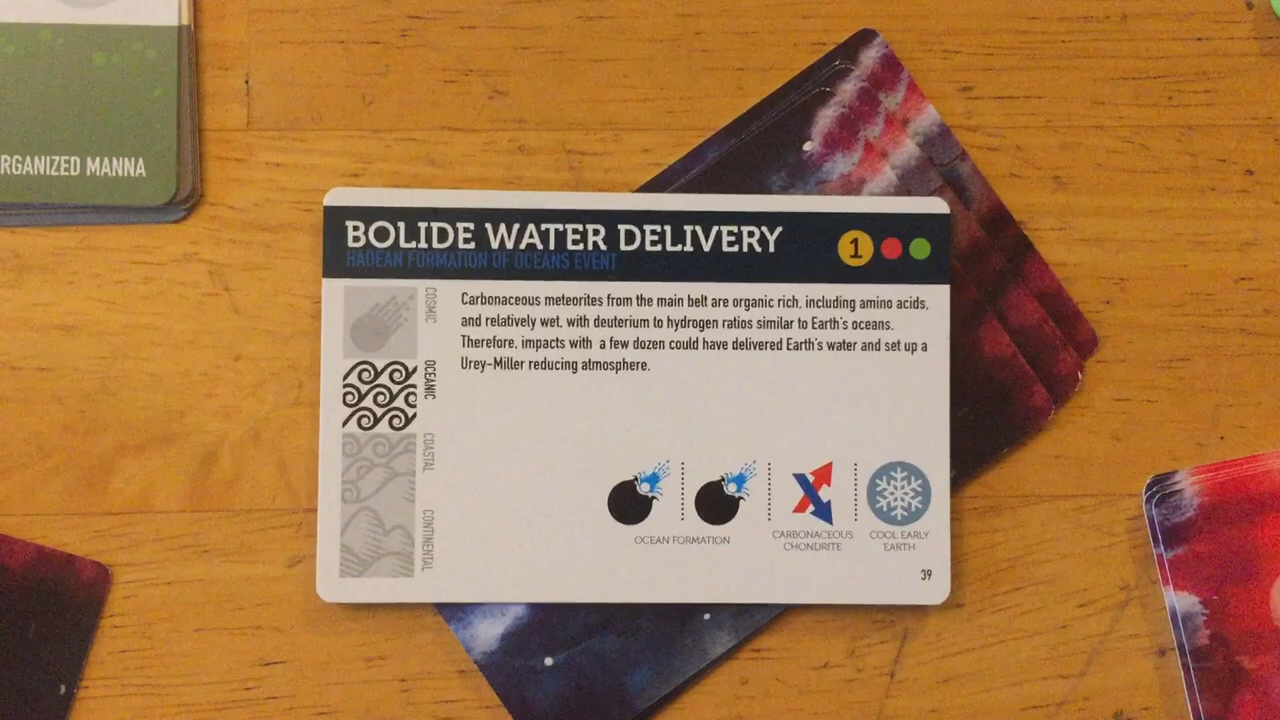 RGANIZED MANNA
BOLIDE WATER DELIVERY
1
HADEAN FORMATION OF OCEANS EVENT
COSMIC
OCEANIC
COASTAL
CONTINENTAL
Carbonaceous meteorites from the main belt are organic rich, including amino acids,
and relatively wet, with deuterium to hydrogen ratios similar to Earth's oceans.
Therefore, impacts with a few dozen could have delivered Earth's water and set up a
Urey-Miller reducing atmosphere.
OCEAN FORMATION
CARBONACEOUS
CHONDRITE
COOL EARLY
EARTH
39